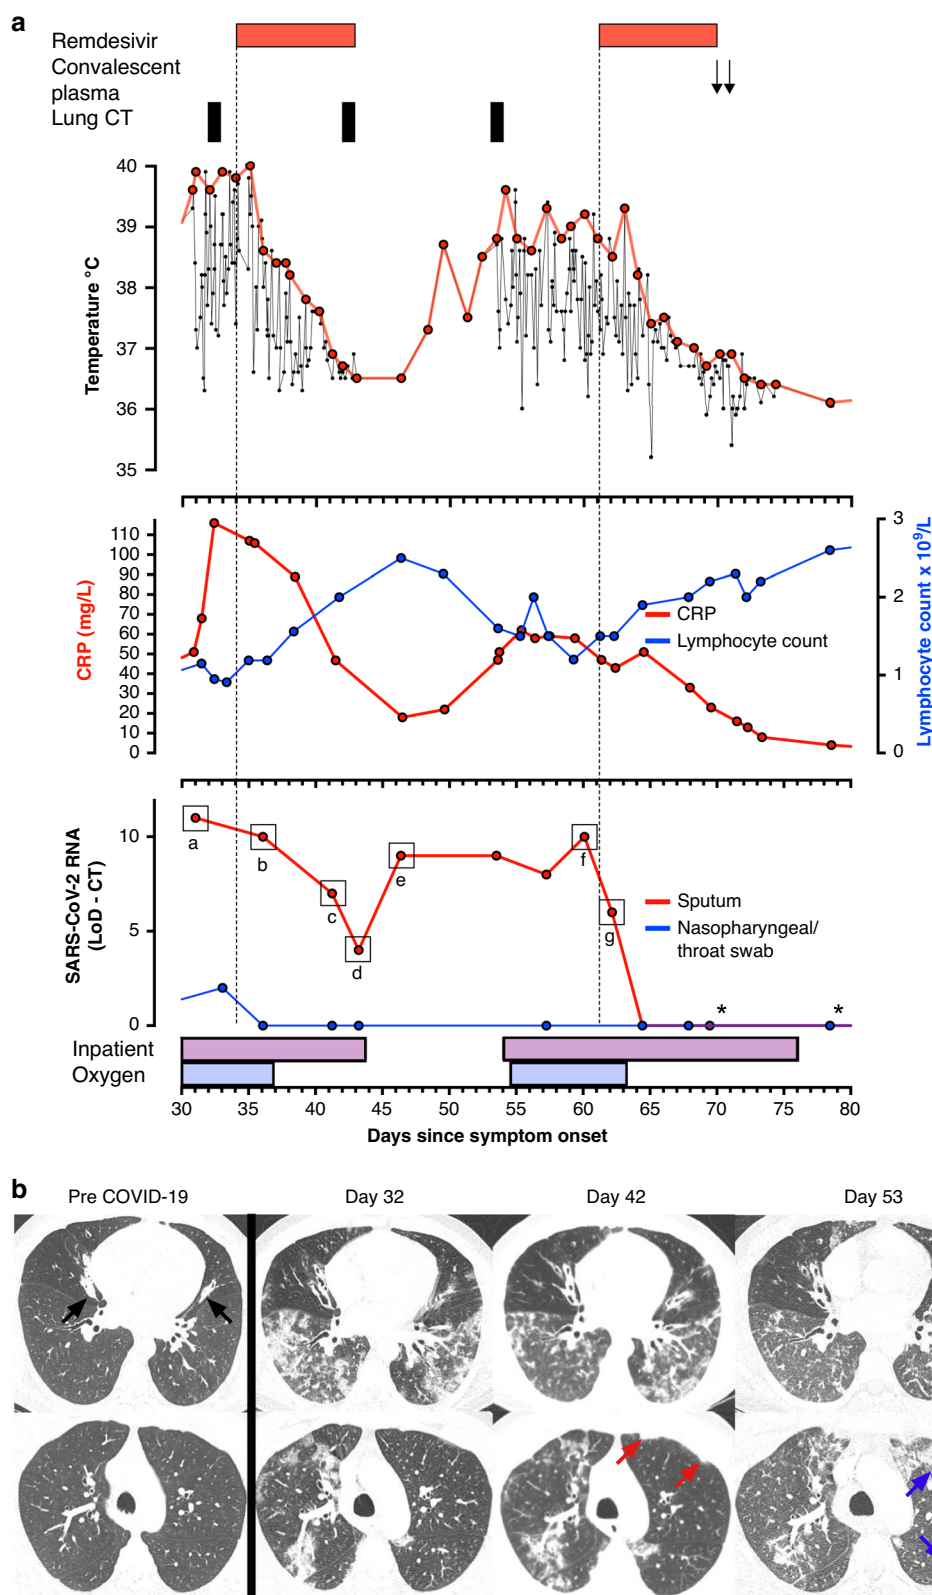 a
Remdesivir
Convalescent
plasma
Lung CT
40
39
38
37
36
35
Temperature °C
110
100
90
80
70
60
50
40
30
20
10
0
CRP (mg/L)
3
2
1
0
Lymphocyte count x 10⁹/L
CRP
Lymphocyte count
10
5
0
SARS-CoV-2 RNA
(LoD - CT)
a
b
c
d
e
f
g
Sputum
Nasopharyngeal/
throat swab
* *
Inpatient
Oxygen
30 35 40 45 50 55 60 65 70 75 80
Days since symptom onset
b
Pre COVID-19 Day 32 Day 42 Day 53